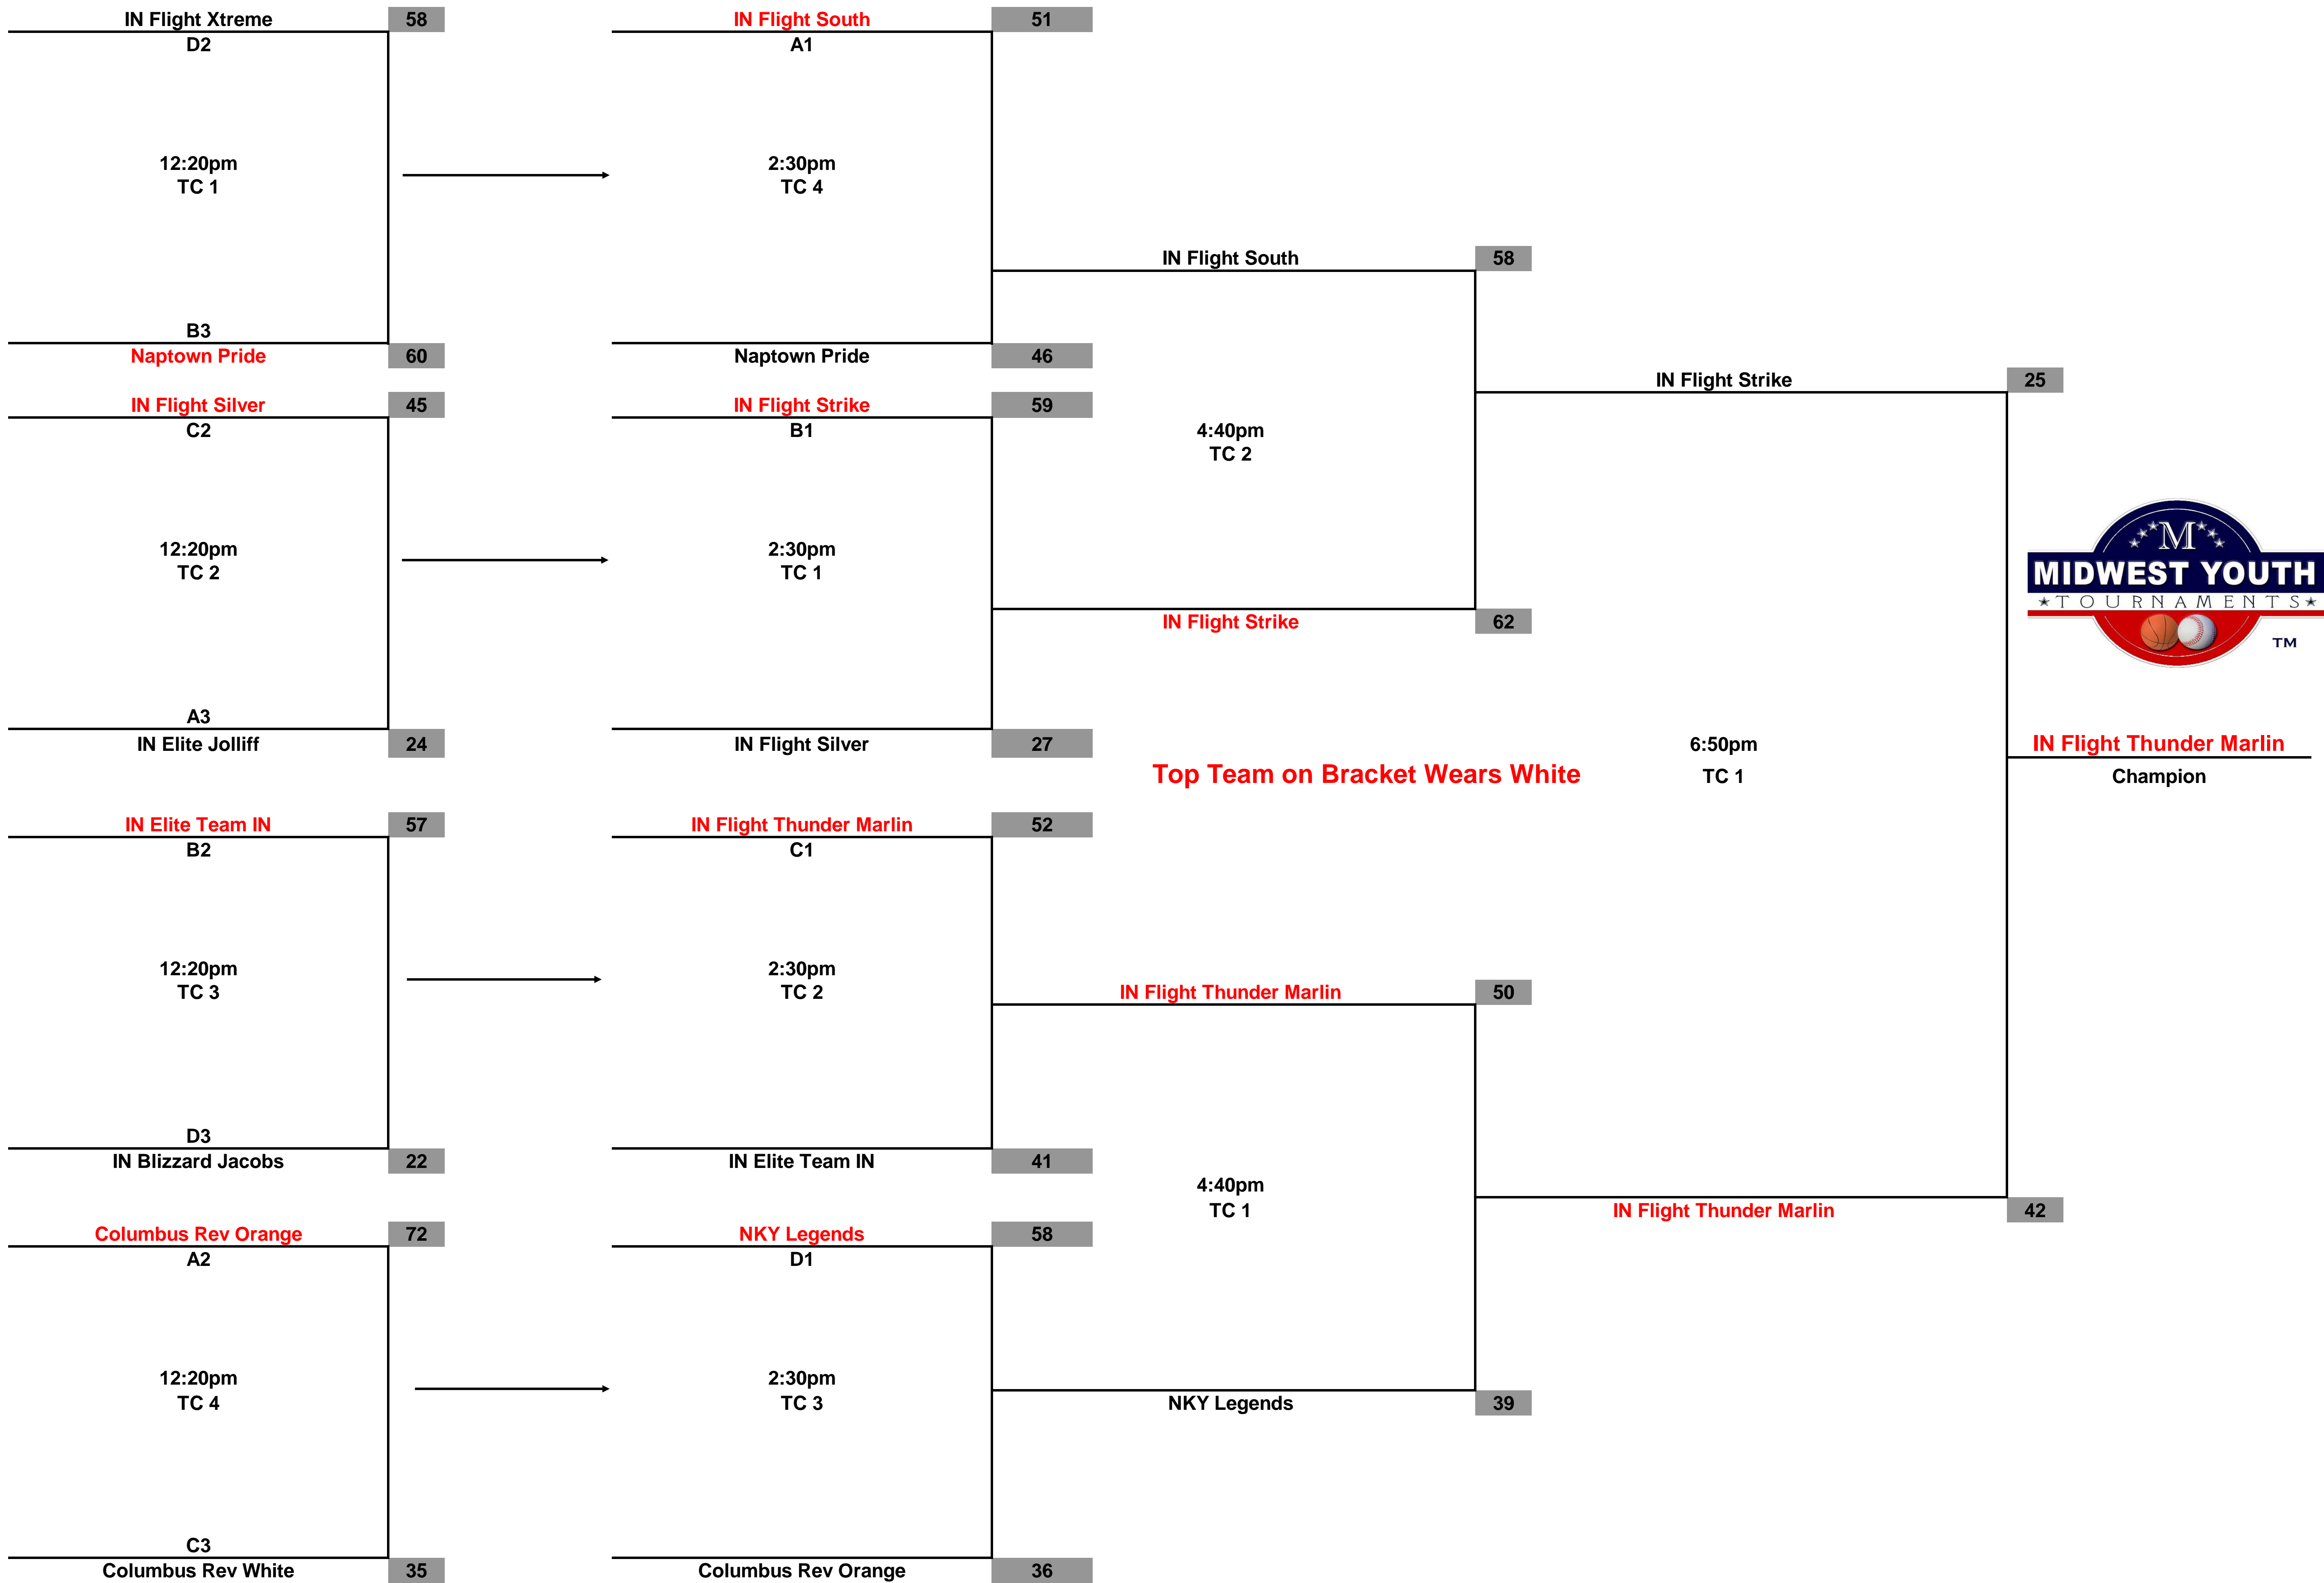 IN Flight Xtreme 58
D2
12:20pm
TC 1
B3
Naptown Pride 60
IN Flight Silver 45
C2
12:20pm
TC 2
A3
IN Elite Jolliff 24
IN Elite Team IN 57
B2
12:20pm
TC 3
D3
IN Blizzard Jacobs 22
Columbus Rev Orange 72
A2
12:20pm
TC 4
C3
Columbus Rev White 35
IN Flight South 51
A1
2:30pm
TC 4
Naptown Pride 46
IN Flight Strike 59
B1
2:30pm
TC 1
IN Flight Silver 27
IN Flight Thunder Marlin 52
C1
2:30pm
TC 2
IN Elite Team IN 41
NKY Legends 58
D1
2:30pm
TC 3
Columbus Rev Orange 36
IN Flight South 58
4:40pm
TC 2
IN Flight Strike 62
Top Team on Bracket Wears White
IN Flight Thunder Marlin 50
4:40pm
TC 1
NKY Legends 39
IN Flight Strike 25
6:50pm
TC 1
IN Flight Thunder Marlin 42
M
MIDWEST YOUTH
TOURNAMENTS
TM
IN Flight Thunder Marlin
Champion